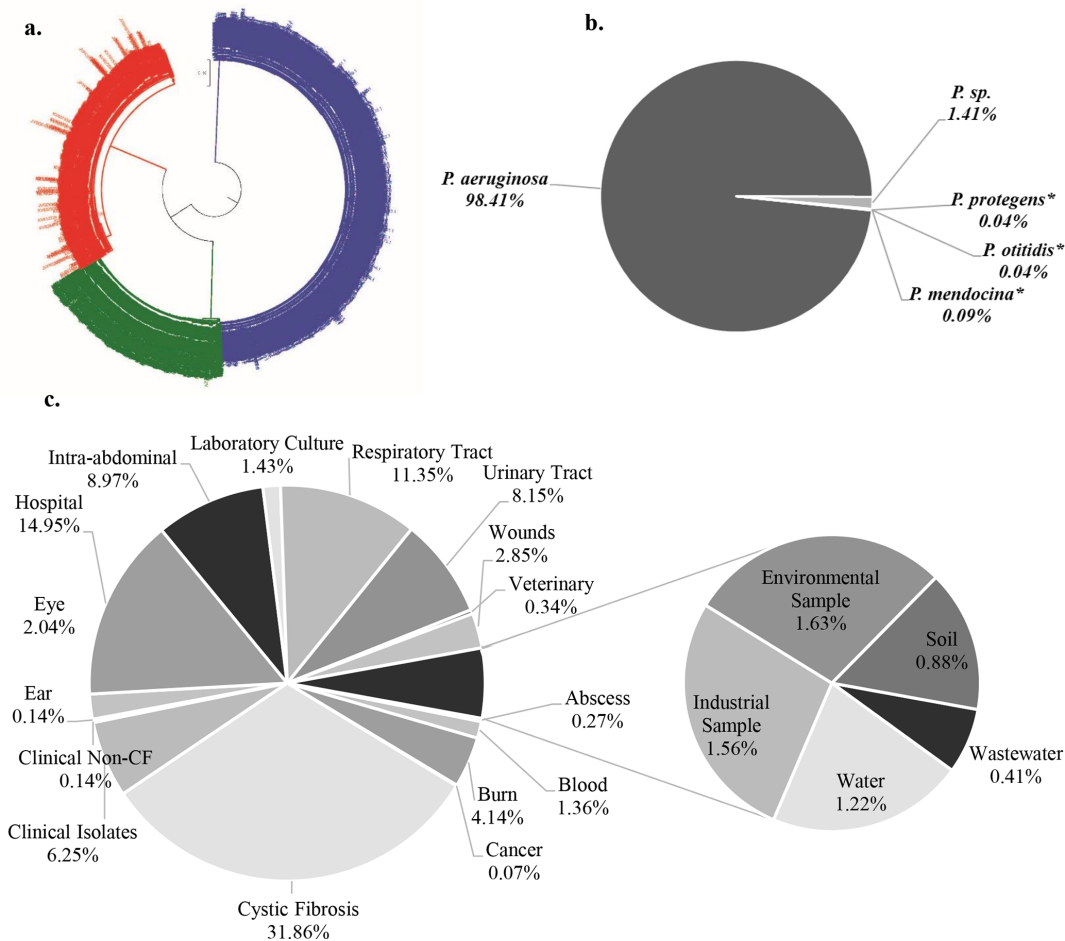 a.
b.
P. sp.
1.41%
P. aeruginosa
98.41%
P. protegens*
0.04%
P. otitidis*
0.04%
P. mendocina*
0.09%
c.
Laboratory Culture
1.43%
Respiratory Tract
11.35%
Intra-abdominal
8.97%
Urinary Tract
8.15%
Hospital
14.95%
Wounds
2.85%
Veterinary
0.34%
Eye
2.04%
Ear
0.14%
Abscess
0.27%
Clinical Non-CF
0.14%
Blood
1.36%
Burn
4.14%
Clinical Isolates
6.25%
Cancer
0.07%
Cystic Fibrosis
31.86%
Environmental
Sample
1.63%
Soil
0.88%
Industrial
Sample
1.56%
Wastewater
0.41%
Water
1.22%